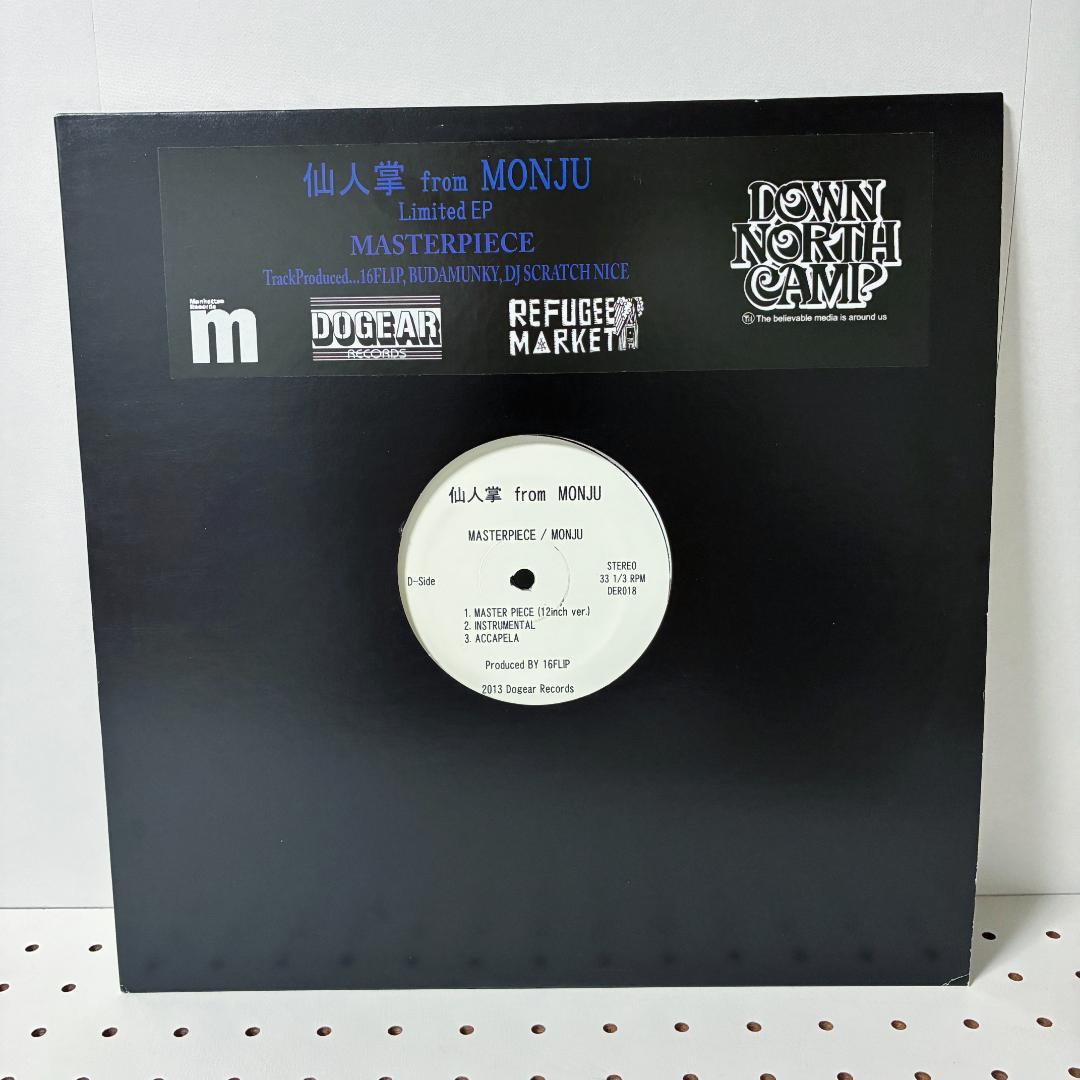 仙人掌 from MONJU
Limited EP
MASTERPIECE
TrackProduced...16FLIP, BUDAMUNKY, DJ SCRATCH NICE
Manhattan
Records
m
DOGEAR
RECORDS
REFUGEE
MARKET
DOWN
NORTH
CAMP
The believable media is around us
仙人掌 from MONJU
MASTERPIECE / MONJU
D-Side
STEREO
33 1/3 RPM
DER018
1. MASTER PIECE (12inch ver.)
2. INSTRUMENTAL
3. ACCAPELA
Produced BY 16FLIP
2013 Dogear Records